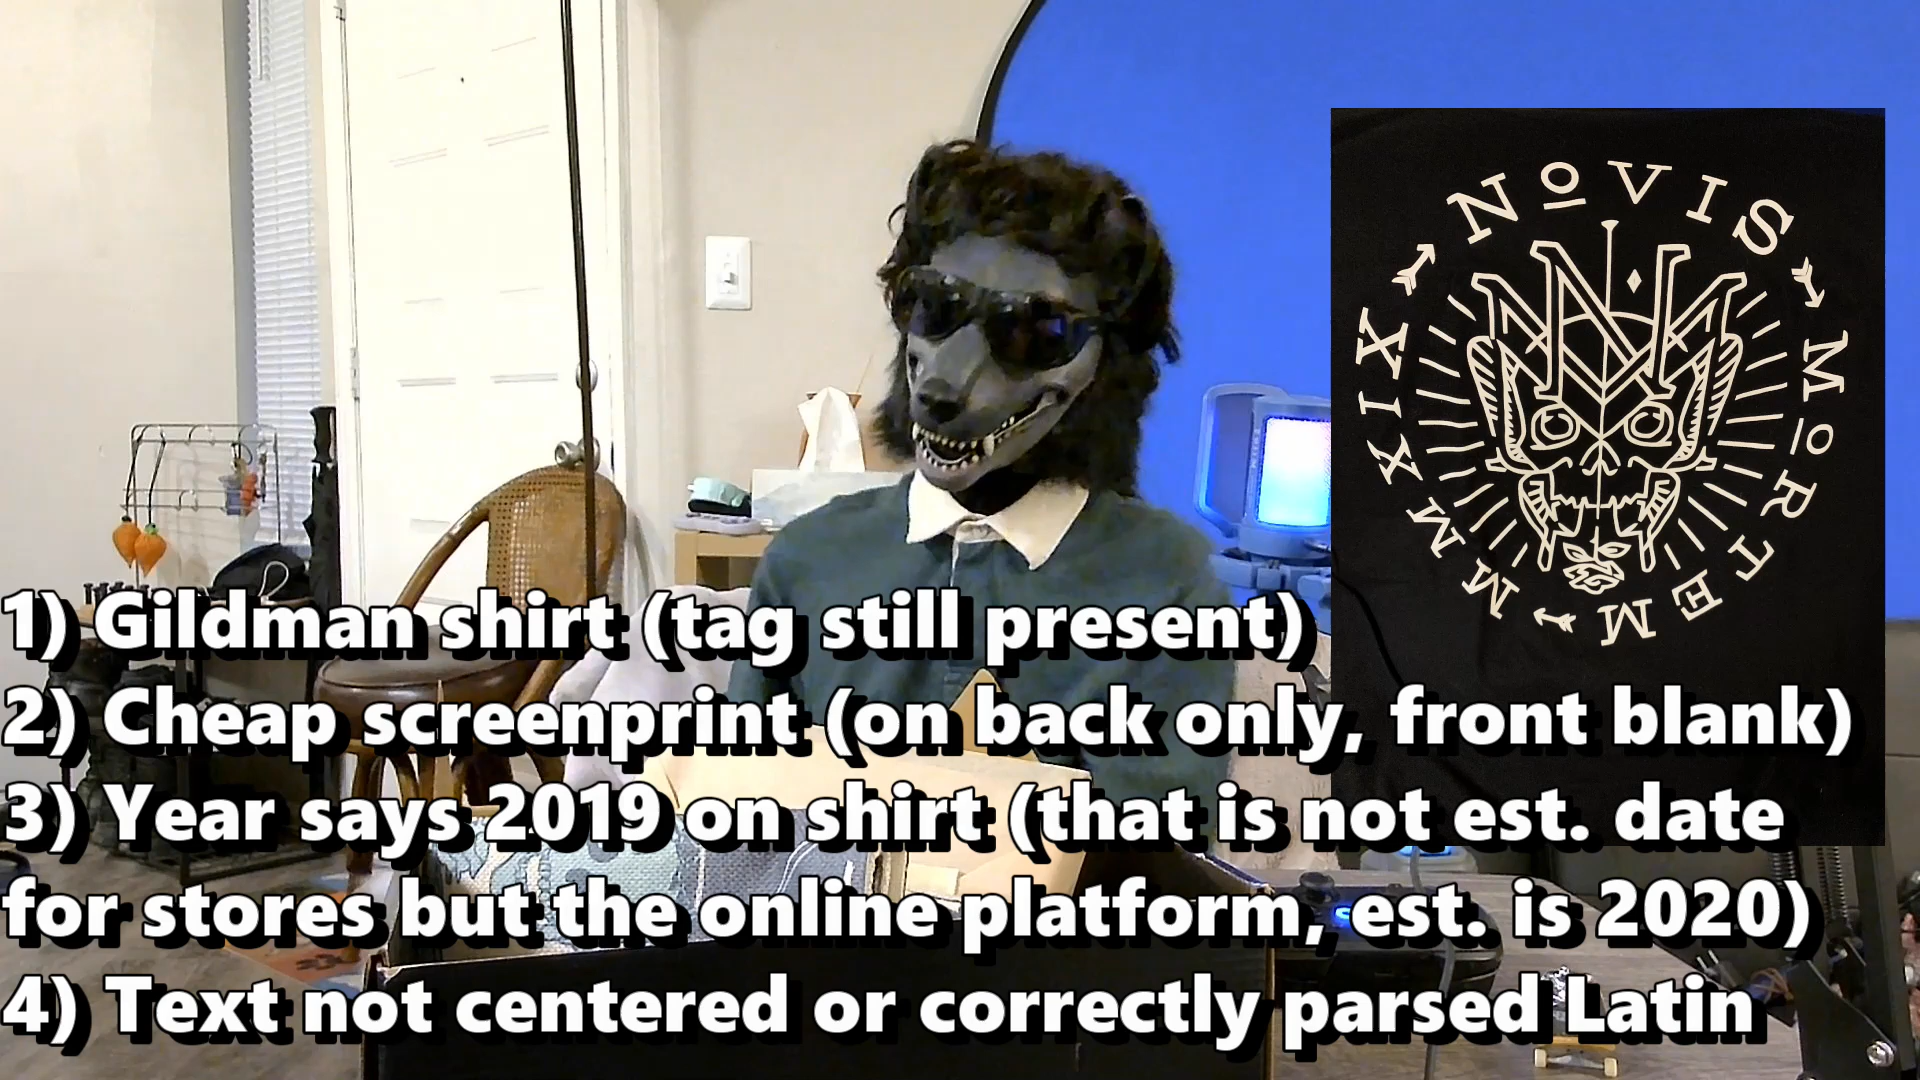 NoVIS MoRTEM MMXIX
1) Gildman shirt (tag still present)
2) Cheap screenprint (on back only, front blank)
3) Year says 2019 on shirt (that is not est. date
for stores but the online platform, est. is 2020)
4) Text not centered or correctly parsed Latin